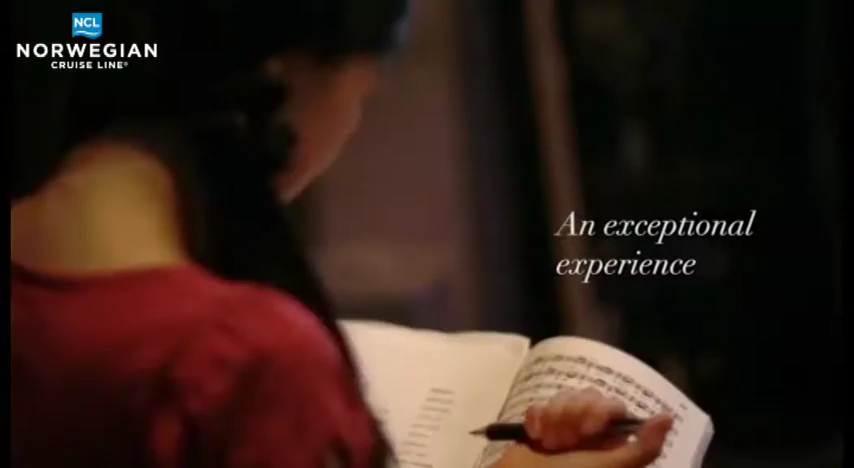 NCL
NORWEGIAN
CRUISE LINE®
An exceptional
experience